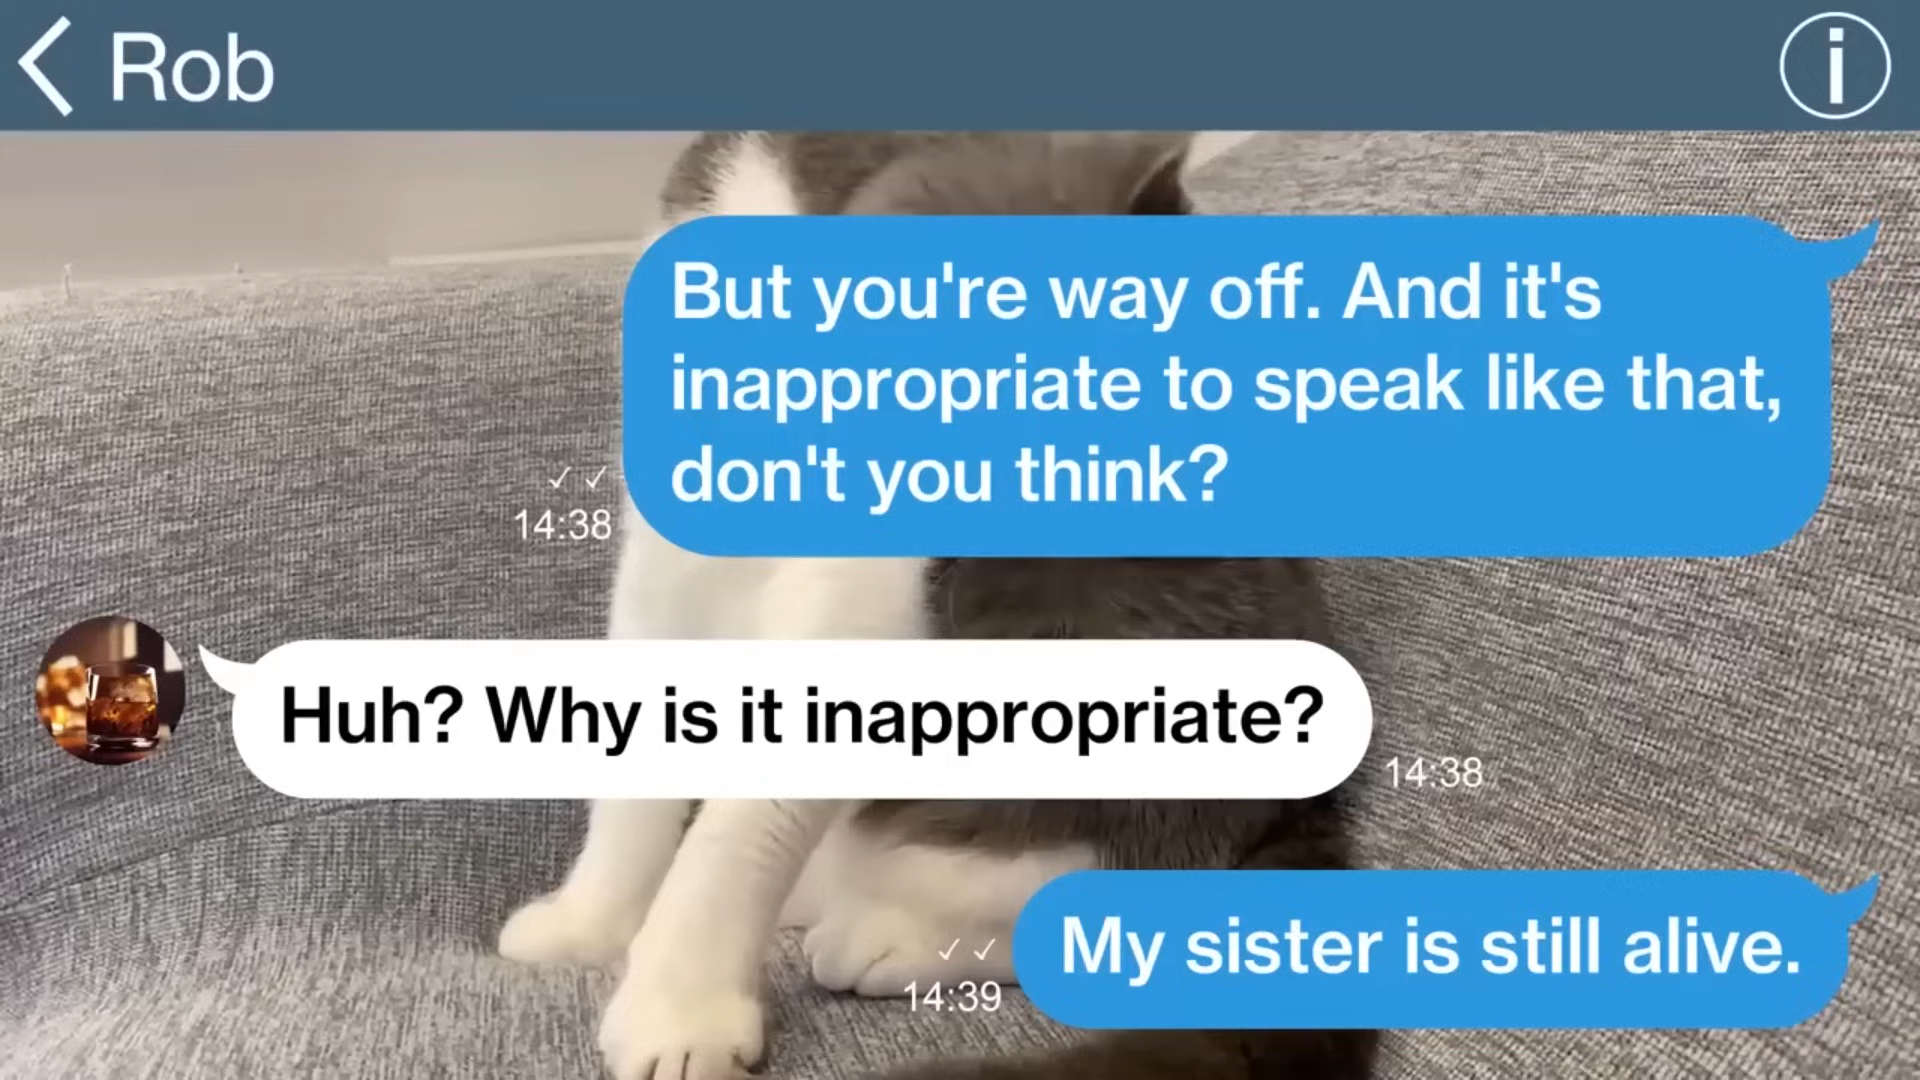 Rob
But you're way off. And it's
inappropriate to speak like that,
don't you think?
14:38
Huh? Why is it inappropriate?
14:38
My sister is still alive.
14:39